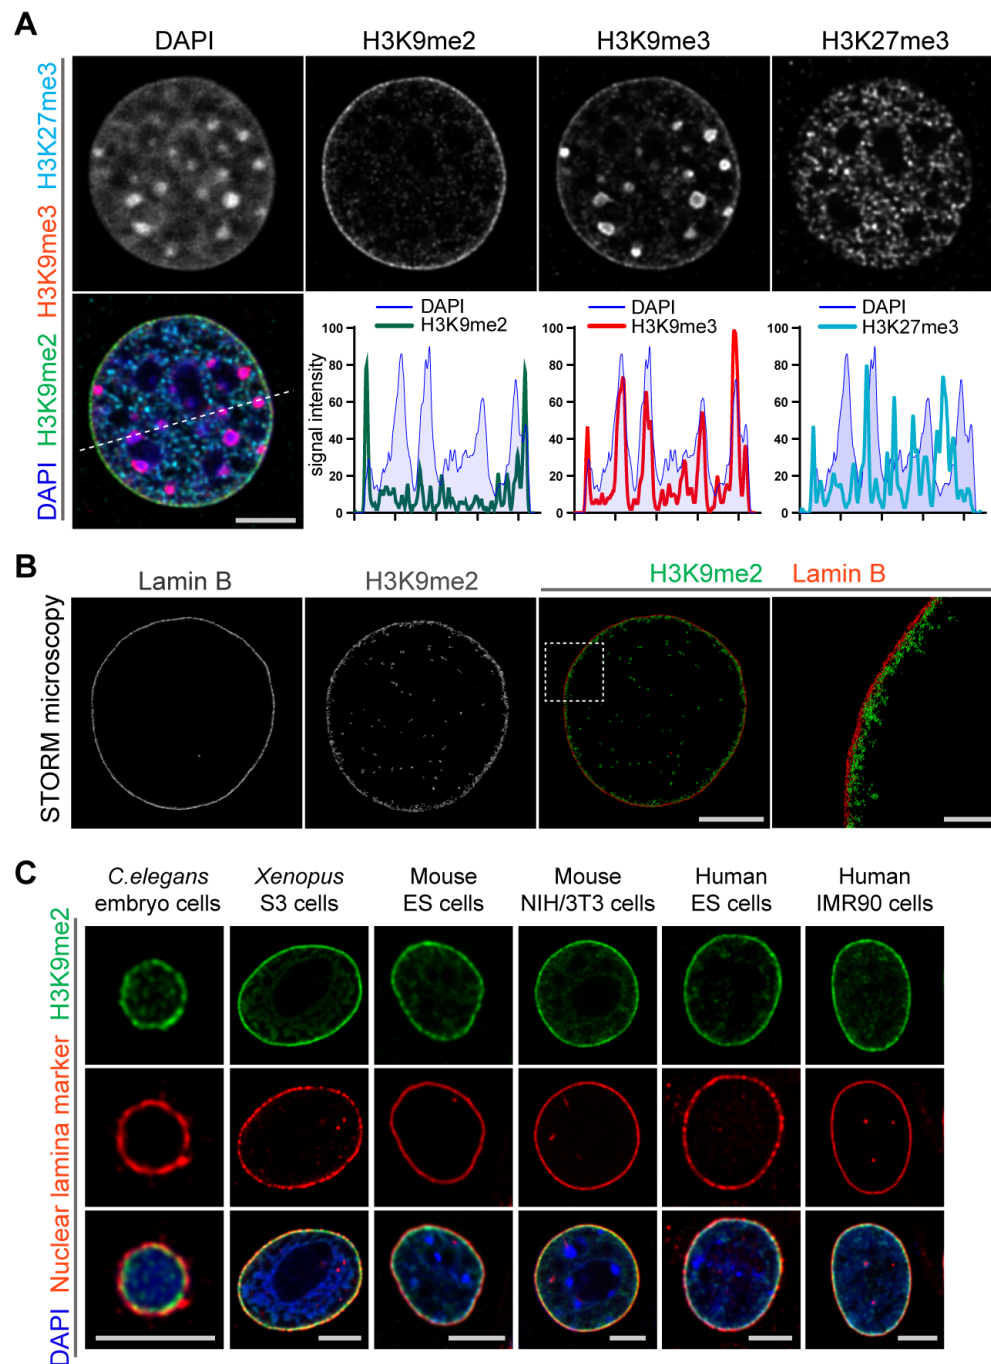 A
DAPI
H3K9me2
H3K9me3
H3K27me3
DAPI H3K9me2 H3K9me3 H3K27me3
DAPI
H3K9me2
DAPI
H3K9me3
DAPI
H3K27me3
signal intensity
100
80
60
40
20
0
100
80
60
40
20
0
100
80
60
40
20
0
B
Lamin B
H3K9me2
H3K9me2 Lamin B
STORM microscopy
C
C.elegans
embryo cells
Xenopus
S3 cells
Mouse
ES cells
Mouse
NIH/3T3 cells
Human
ES cells
Human
IMR90 cells
DAPI Nuclear lamina marker H3K9me2